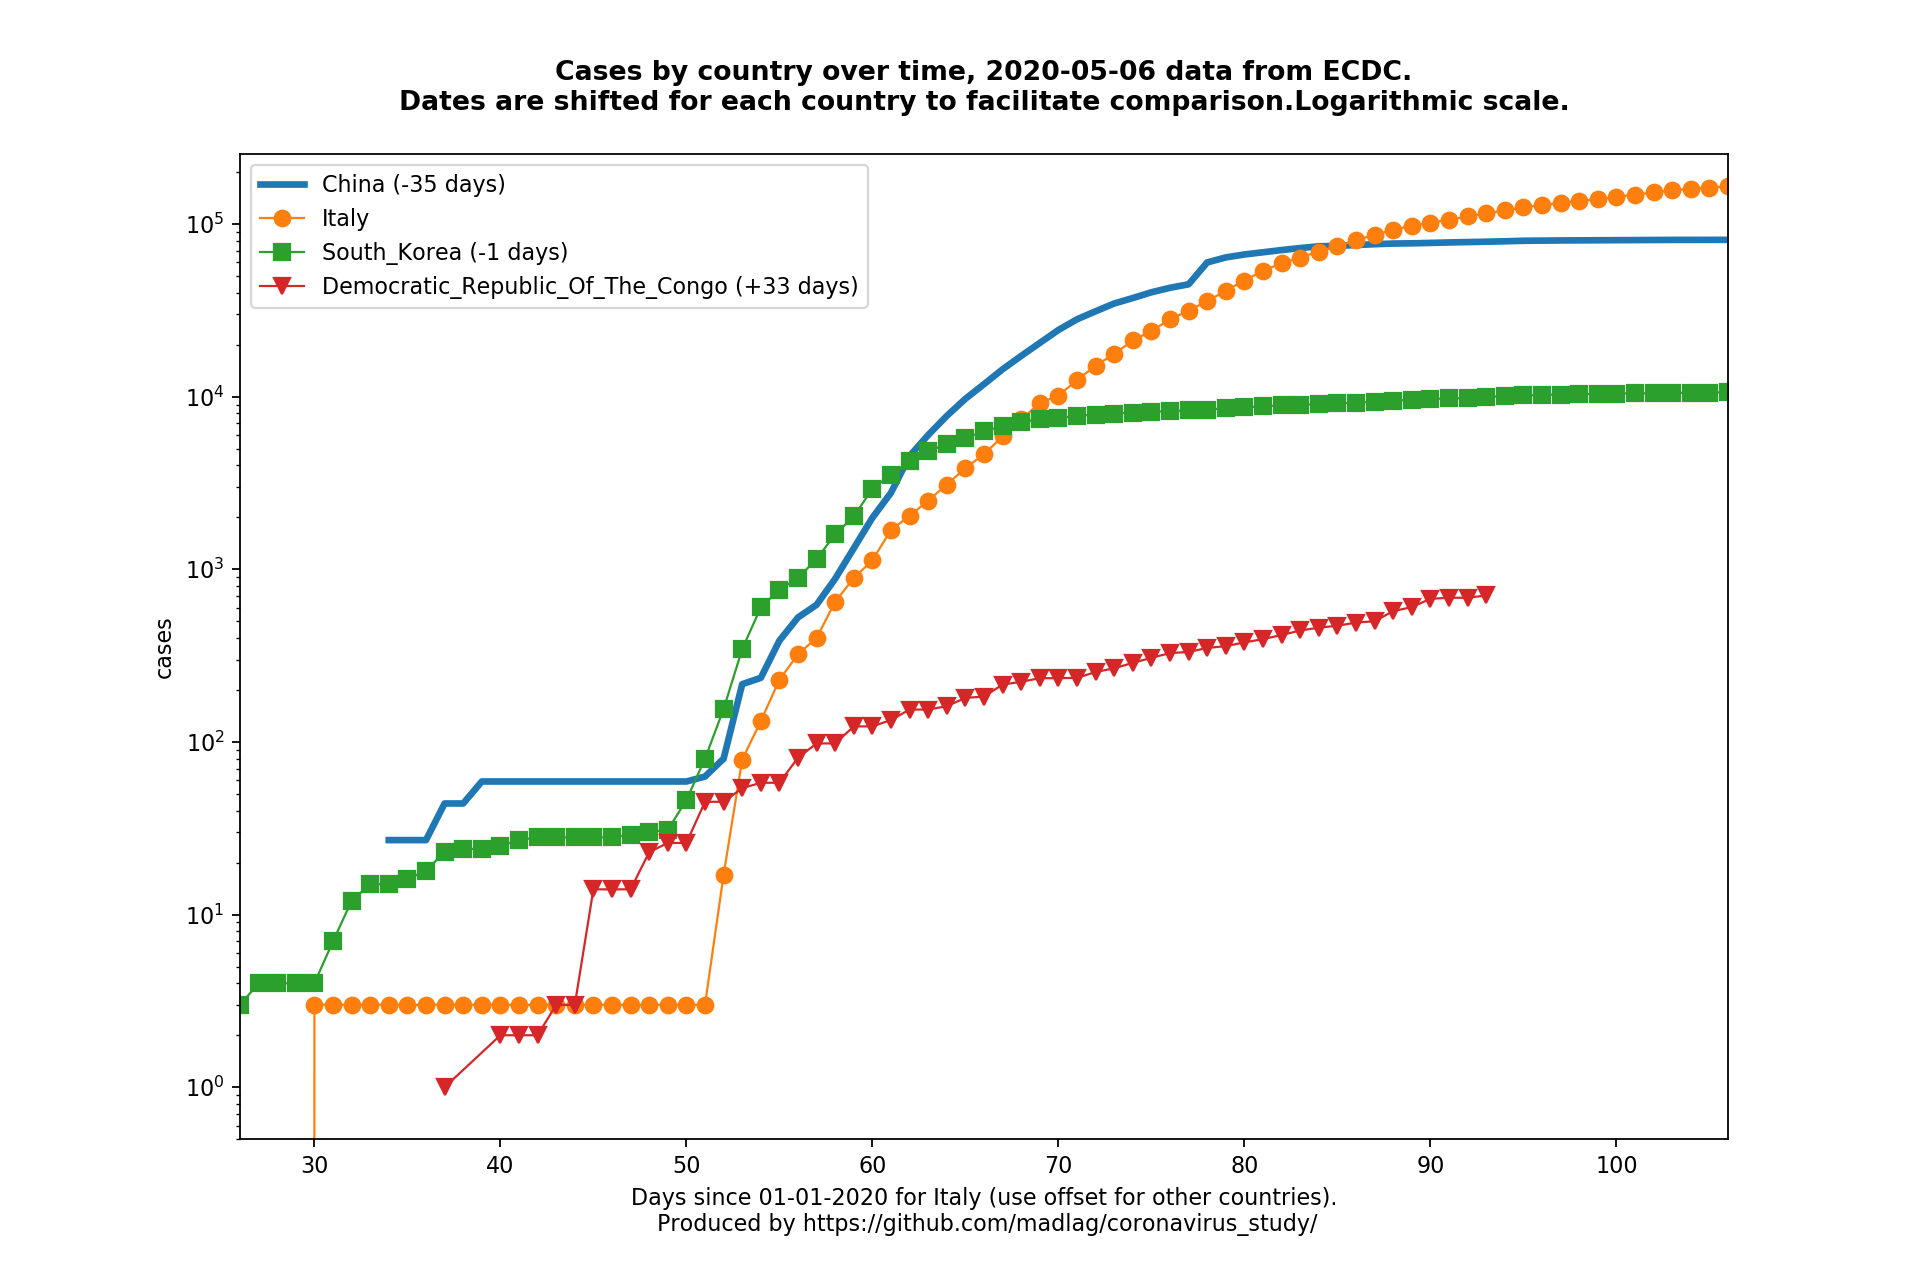 Cases by country over time, 2020-05-06 data from ECDC.
Dates are shifted for each country to facilitate comparison.Logarithmic scale.
China (-35 days)
Italy
South_Korea (-1 days)
Democratic_Republic_Of_The_Congo (+33 days)
10^5
10^4
10^3
10^2
10^1
10^0
cases
30 40 50 60 70 80 90 100
Days since 01-01-2020 for Italy (use offset for other countries).
Produced by https://github.com/madlag/coronavirus_study/